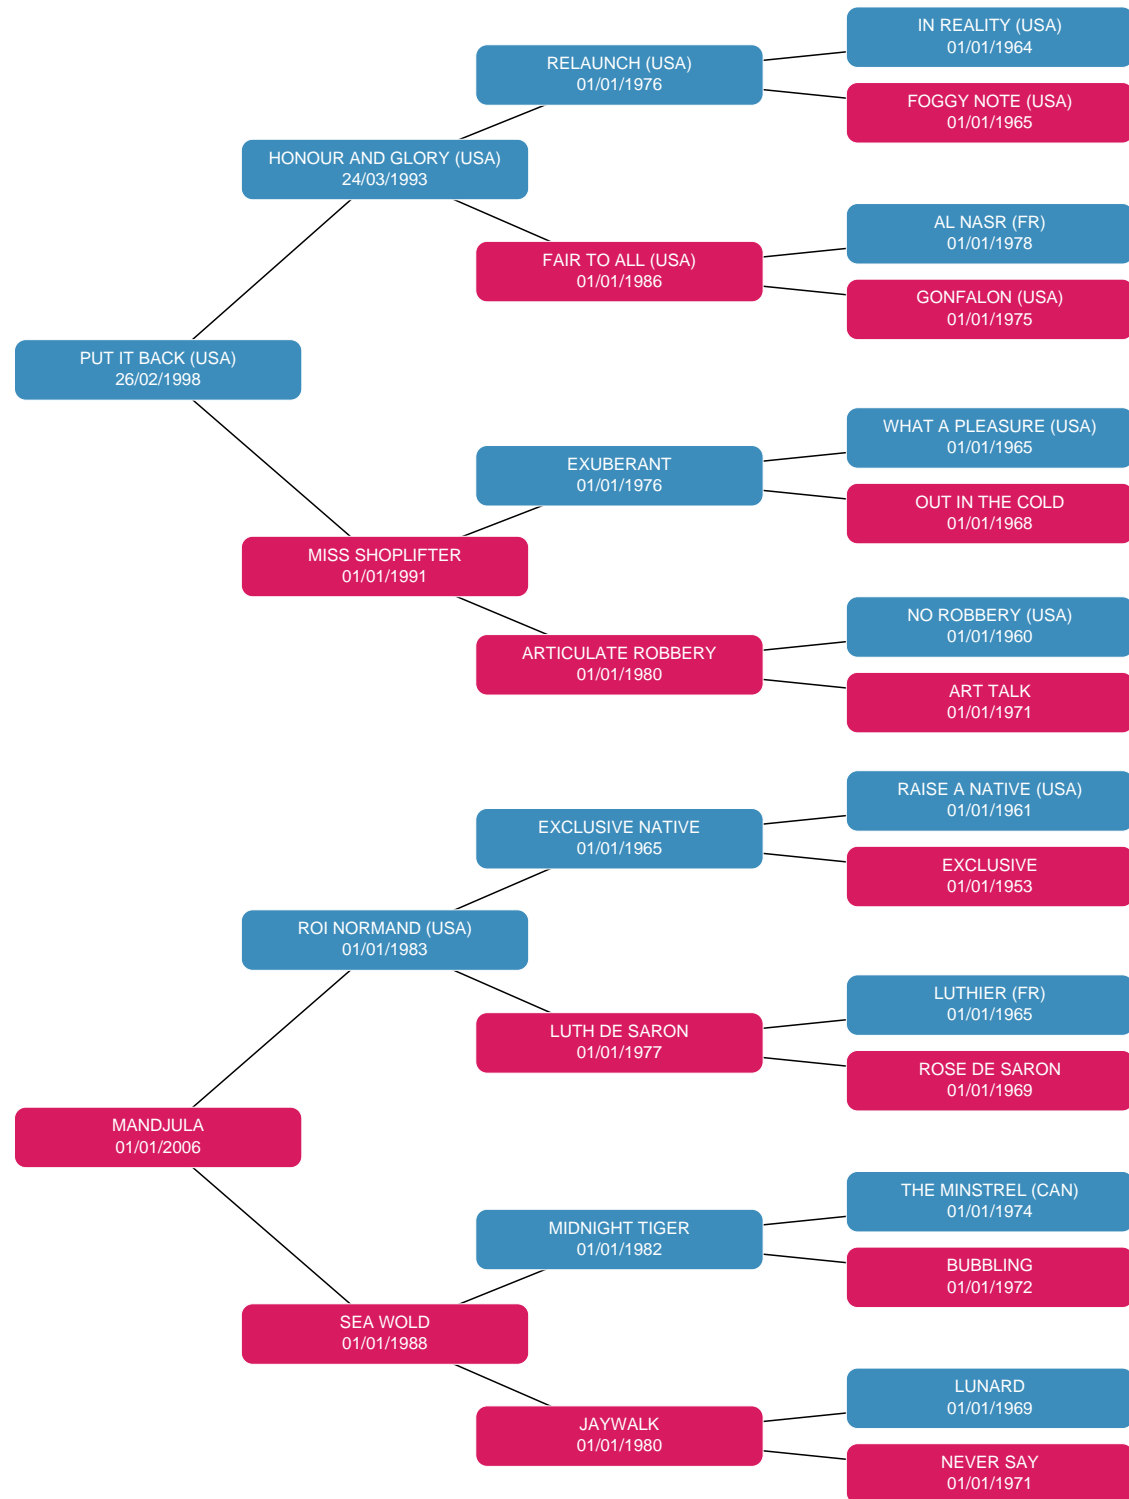 IN REALITY (USA)
01/01/1964
RELAUNCH (USA)
01/01/1976
FOGGY NOTE (USA)
01/01/1965
HONOUR AND GLORY (USA)
24/03/1993
AL NASR (FR)
01/01/1978
FAIR TO ALL (USA)
01/01/1986
GONFALON (USA)
01/01/1975
PUT IT BACK (USA)
26/02/1998
WHAT A PLEASURE (USA)
01/01/1965
EXUBERANT
01/01/1976
OUT IN THE COLD
01/01/1968
MISS SHOPLIFTER
01/01/1991
NO ROBBERY (USA)
01/01/1960
ARTICULATE ROBBERY
01/01/1980
ART TALK
01/01/1971
RAISE A NATIVE (USA)
01/01/1961
EXCLUSIVE NATIVE
01/01/1965
EXCLUSIVE
01/01/1953
ROI NORMAND (USA)
01/01/1983
LUTHIER (FR)
01/01/1965
LUTH DE SARON
01/01/1977
ROSE DE SARON
01/01/1969
MANDJULA
01/01/2006
THE MINSTREL (CAN)
01/01/1974
MIDNIGHT TIGER
01/01/1982
BUBBLING
01/01/1972
SEA WOLD
01/01/1988
LUNARD
01/01/1969
JAYWALK
01/01/1980
NEVER SAY
01/01/1971